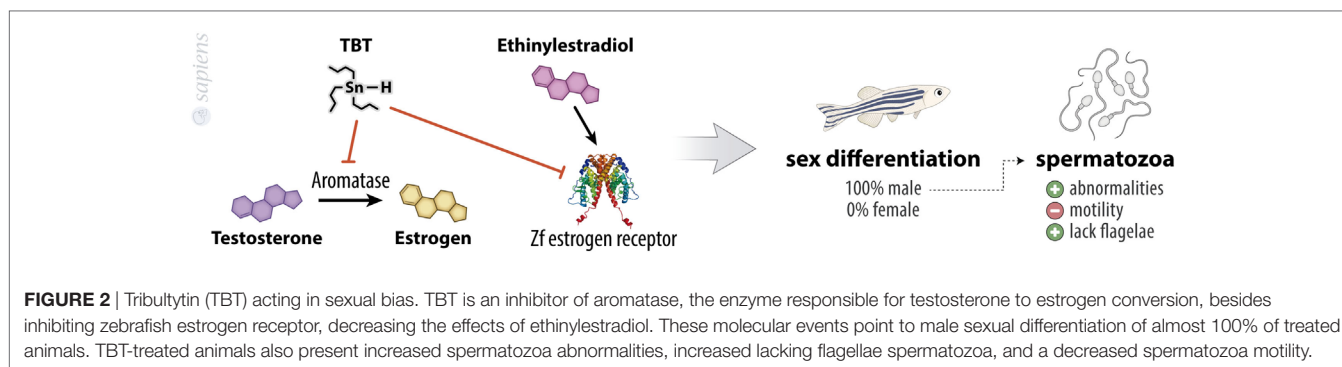 sapiens
TBT
Sn
H
Ethinylestradiol
Aromatase
Testosterone
Estrogen
Zf estrogen receptor
sex differentiation
100% male
0% female
spermatozoa
+ abnormalities
− motility
+ lack flagelae
FIGURE 2 | Tribultytin (TBT) acting in sexual bias. TBT is an inhibitor of aromatase, the enzyme responsible for testosterone to estrogen conversion, besides
inhibiting zebrafish estrogen receptor, decreasing the effects of ethinylestradiol. These molecular events point to male sexual differentiation of almost 100% of treated
animals. TBT-treated animals also present increased spermatozoa abnormalities, increased lacking flagellae spermatozoa, and a decreased spermatozoa motility.